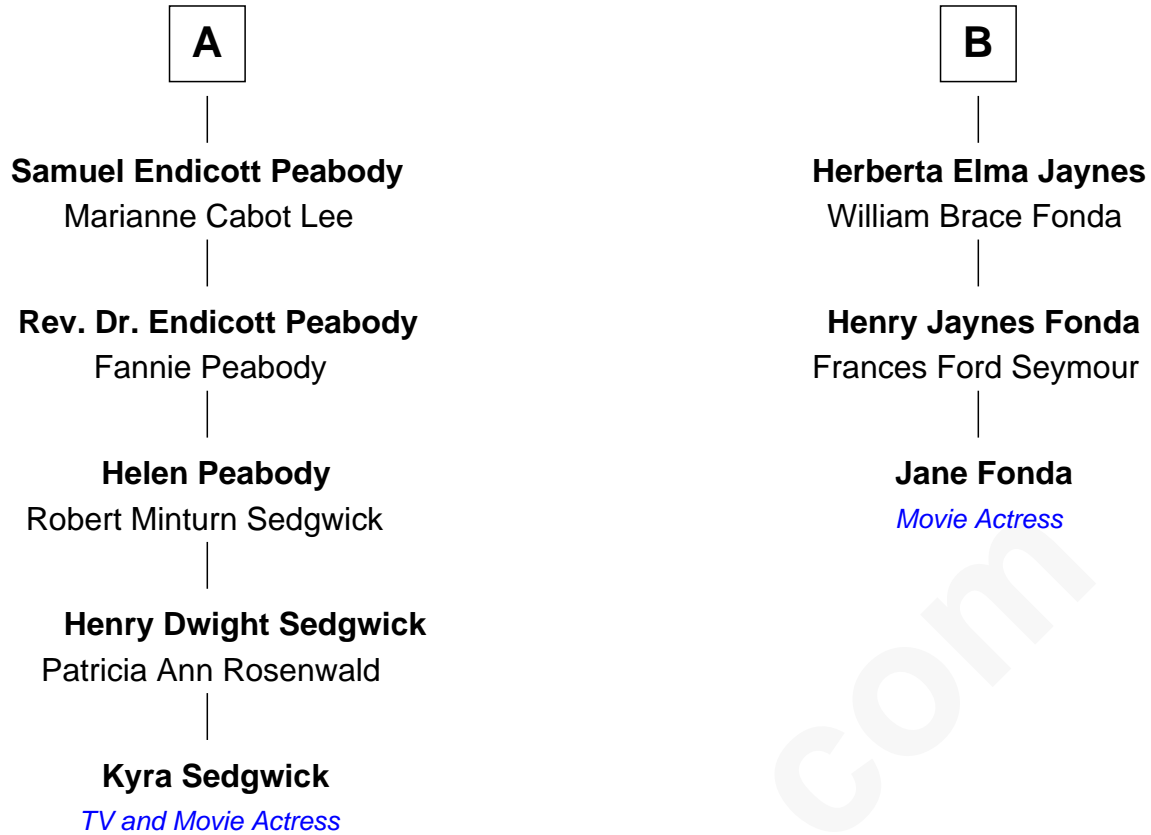 A
Samuel Endicott Peabody
Marianne Cabot Lee
Rev. Dr. Endicott Peabody
Fannie Peabody
Helen Peabody
Robert Minturn Sedgwick
Henry Dwight Sedgwick
Patricia Ann Rosenwald
Kyra Sedgwick
TV and Movie Actress
B
Herberta Elma Jaynes
William Brace Fonda
Henry Jaynes Fonda
Frances Ford Seymour
Jane Fonda
Movie Actress
com